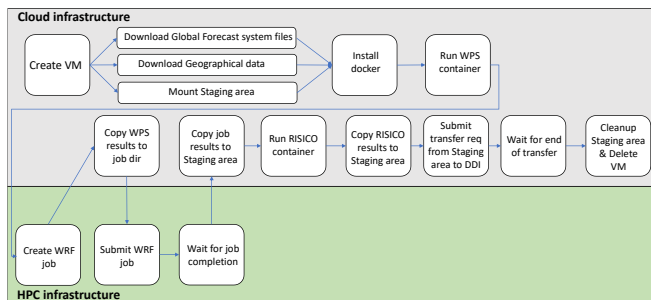 Cloud infrastructure
Create VM
Download Global Forecast system files
Download Geographical data
Mount Staging area
Install
docker
Run WPS
container
Copy WPS
results to
job dir
Copy job
results to
Staging area
Run RISICO
container
Copy RISICO
results to
Staging area
Submit
transfer req
from Staging
area to DDI
Wait for end
of transfer
Cleanup
Staging area
& Delete
VM
Create WRF
job
Submit WRF
job
Wait for job
completion
HPC infrastructure